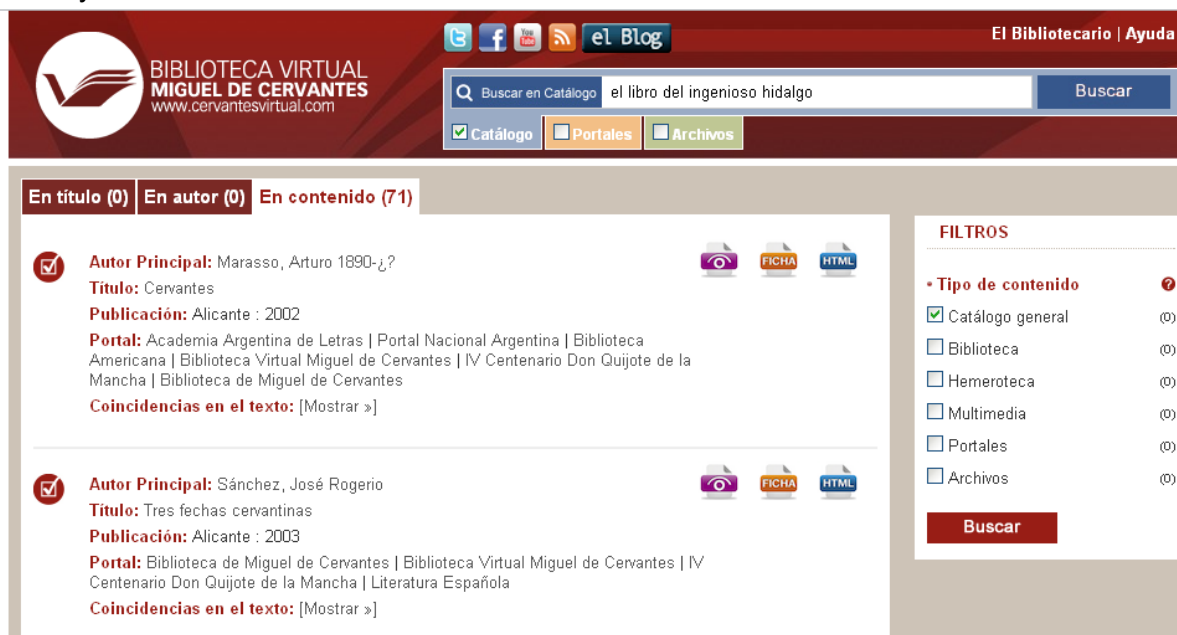 El Bibliotecario | Ayuda
You Tube
el Blog
BIBLIOTECA VIRTUAL
MIGUEL DE CERVANTES
www.cervantesvirtual.com
Buscar en Catálogo
el libro del ingenioso hidalgo
Buscar
Catálogo
Portales
Archivos
En título (0)
En autor (0)
En contenido (71)
Autor Principal: Marasso, Arturo 1890-¿?
FICHA
HTML
Título: Cervantes
Publicación: Alicante : 2002
Portal: Academia Argentina de Letras | Portal Nacional Argentina | Biblioteca
Americana | Biblioteca Virtual Miguel de Cervantes | IV Centenario Don Quijote de la
Mancha | Biblioteca de Miguel de Cervantes
Coincidencias en el texto: [Mostrar »]
Autor Principal: Sánchez, José Rogerio
FICHA
HTML
Título: Tres fechas cervantinas
Publicación: Alicante : 2003
Portal: Biblioteca de Miguel de Cervantes | Biblioteca Virtual Miguel de Cervantes | IV
Centenario Don Quijote de la Mancha | Literatura Española
Coincidencias en el texto: [Mostrar »]
FILTROS
• Tipo de contenido ?
Catálogo general (0)
Biblioteca (0)
Hemeroteca (0)
Multimedia (0)
Portales (0)
Archivos (0)
Buscar